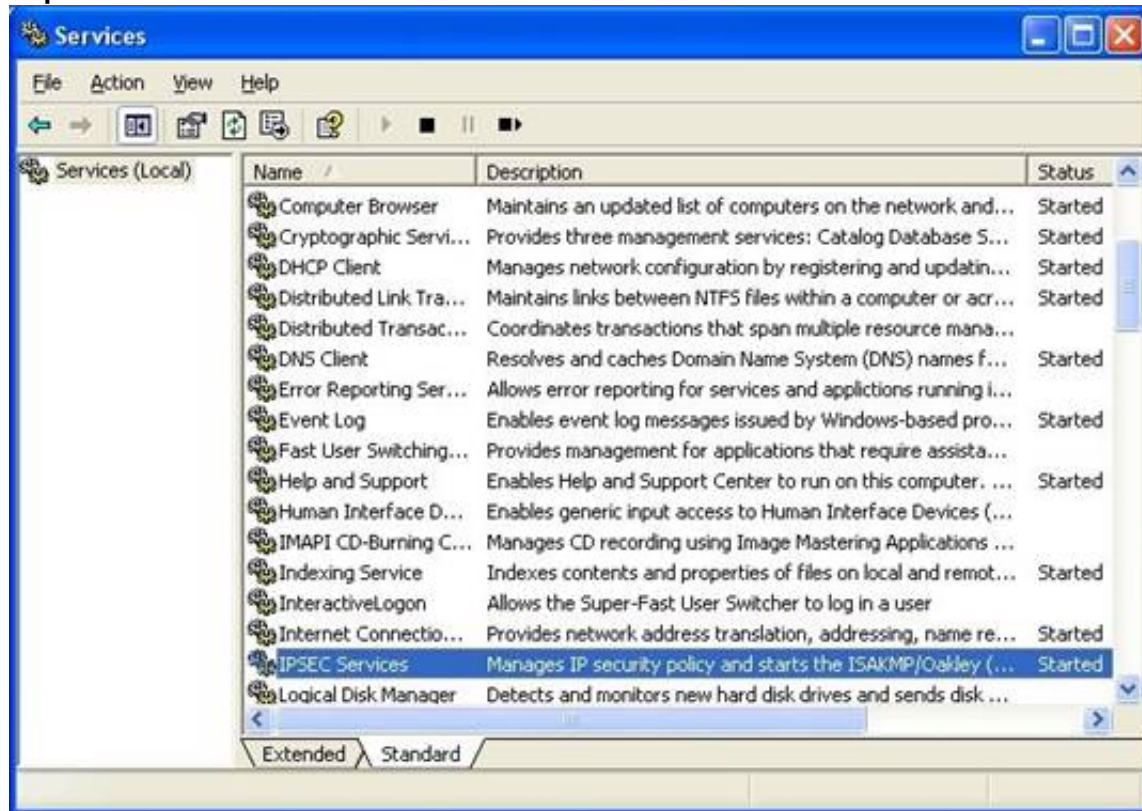 Services
File Action View Help
Services (Local)
Name Description Status
Computer Browser Maintains an updated list of computers on the network and... Started
Cryptographic Servi... Provides three management services: Catalog Database S... Started
DHCP Client Manages network configuration by registering and updatin... Started
Distributed Link Tra... Maintains links between NTFS files within a computer or acr... Started
Distributed Transac... Coordinates transactions that span multiple resource mana...
DNS Client Resolves and caches Domain Name System (DNS) names f... Started
Error Reporting Ser... Allows error reporting for services and applictions running i...
Event Log Enables event log messages issued by Windows-based pro... Started
Fast User Switching... Provides management for applications that require assista...
Help and Support Enables Help and Support Center to run on this computer. ... Started
Human Interface D... Enables generic input access to Human Interface Devices (...
IMAPI CD-Burning C... Manages CD recording using Image Mastering Applications ...
Indexing Service Indexes contents and properties of files on local and remot... Started
InteractiveLogon Allows the Super-Fast User Switcher to log in a user
Internet Connectio... Provides network address translation, addressing, name re... Started
IPSEC Services Manages IP security policy and starts the ISAKMP/Oakley (... Started
Logical Disk Manager Detects and monitors new hard disk drives and sends disk ...
Extended Standard